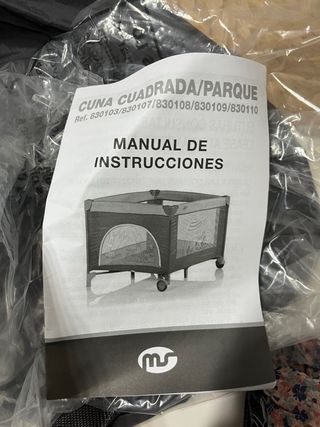 CUNA CUADRADA/PARQUE
Ref. 830103/830107/830108/830109/830110
MANUAL DE
INSTRUCCIONES
ms